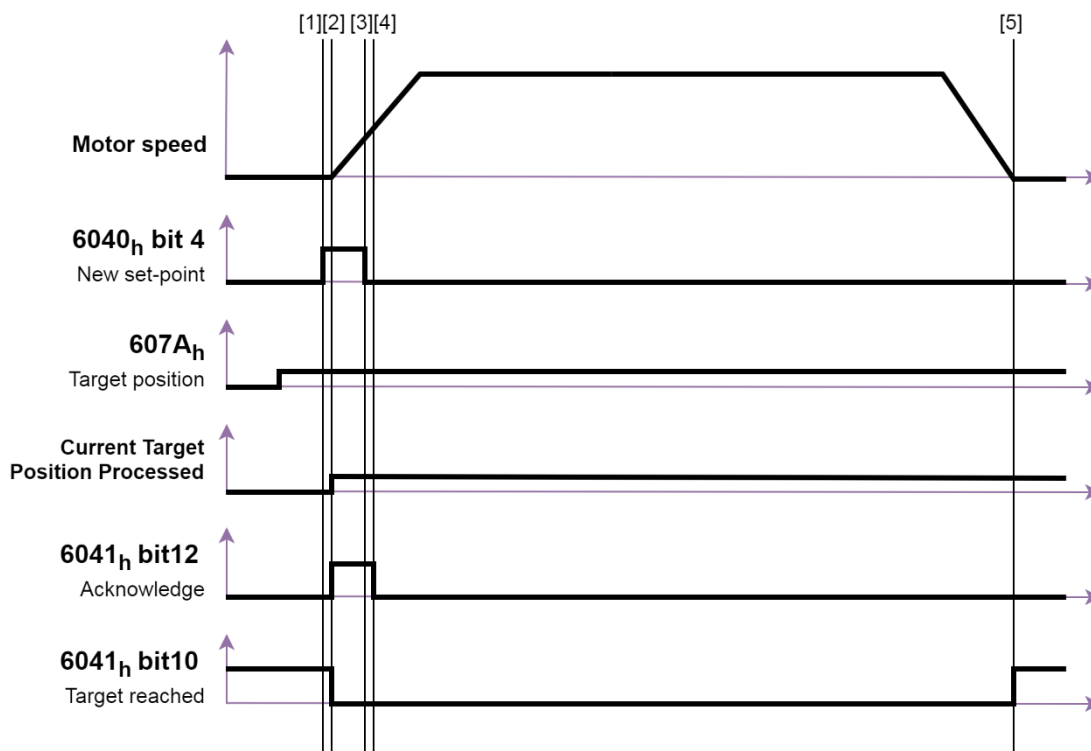 [1][2] [3][4] [5]
Motor speed
6040h bit 4
New set-point
607Ah
Target position
Current Target
Position Processed
6041h bit12
Acknowledge
6041h bit10
Target reached